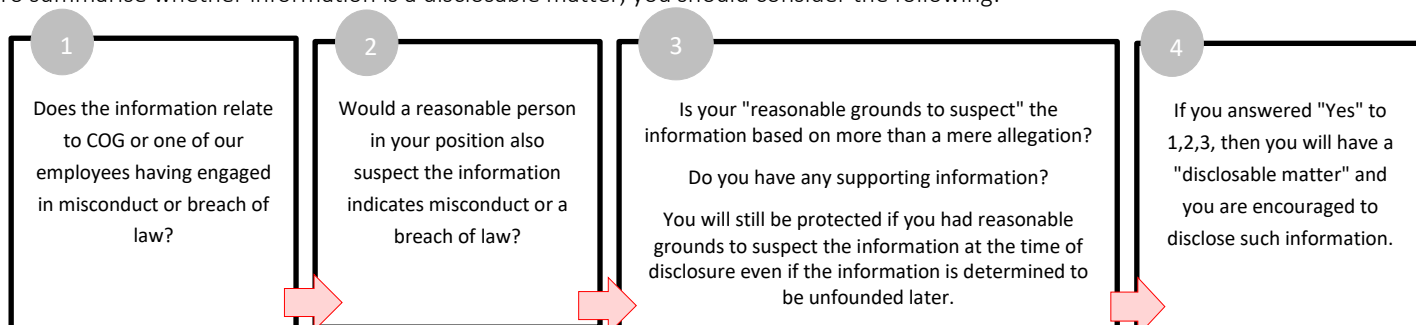 To summarise whether information is a disclosable matter, you should consider the following:
1
Does the information relate
to COG or one of our
employees having engaged
in misconduct or breach of
law?
2
Would a reasonable person
in your position also
suspect the information
indicates misconduct or a
breach of law?
3
Is your "reasonable grounds to suspect" the
information based on more than a mere allegation?
Do you have any supporting information?
You will still be protected if you had reasonable
grounds to suspect the information at the time of
disclosure even if the information is determined to
be unfounded later.
4
If you answered "Yes" to
1,2,3, then you will have a
"disclosable matter" and
you are encouraged to
disclose such information.